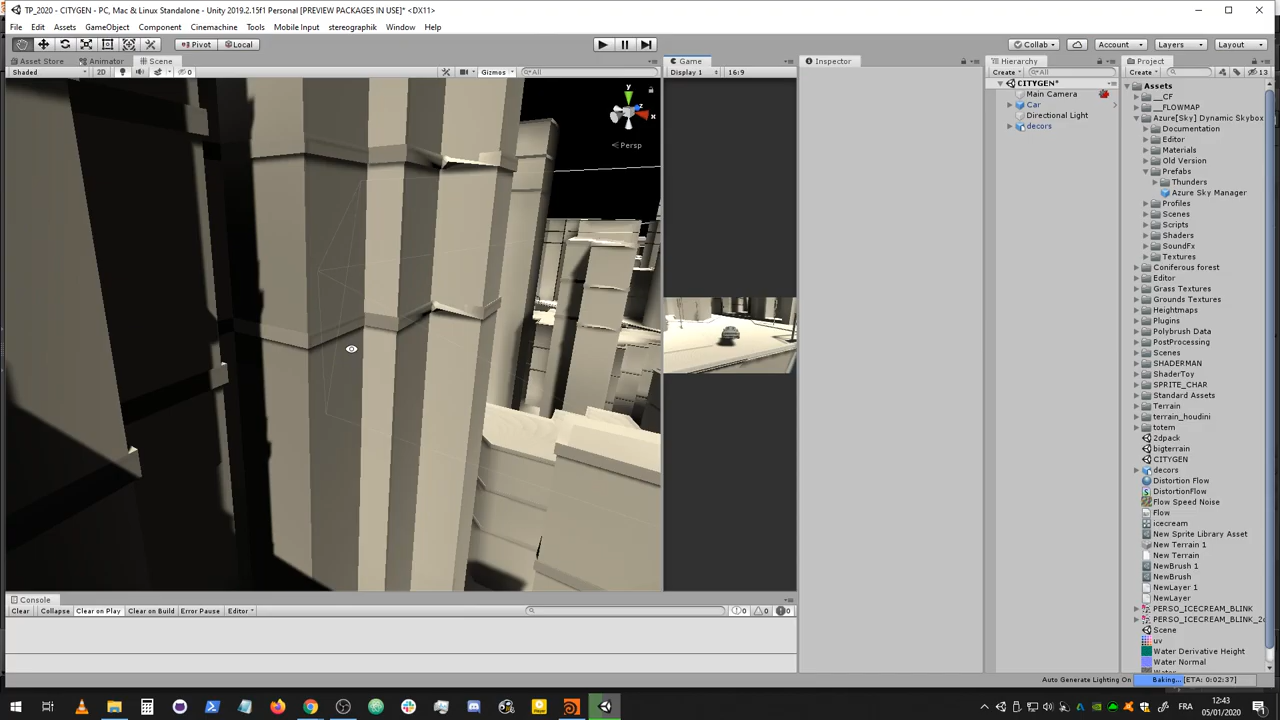 TP_2020 - CITYGEN - PC, Mac & Linux Standalone - Unity 2019.2.15f1 Personal [PREVIEW PACKAGES IN USE]* <DX11>
File Edit Assets GameObject Component Cinemachine Tools Mobile Input stereographik Window Help
Pivot Local Collab Account Layers Layout
Asset Store Animator Scene Game Inspector Hierarchy Project
Shaded 2D 0 Gizmos All Display 1 16:9 Create All Create 13
CITYGEN*
Main Camera
Car
Directional Light
decors
y
z
x
Persp
Assets
__CF
__FLOWMAP
Azure[Sky] Dynamic Skybox
Documentation
Editor
Materials
Old Version
Prefabs
Thunders
Azure Sky Manager
Profiles
Scenes
Scripts
Shaders
SoundFx
Textures
Coniferous forest
Editor
Grass Textures
Grounds Textures
Heightmaps
Plugins
Polybrush Data
PostProcessing
Scenes
SHADERMAN
ShaderToy
SPRITE_CHAR
Standard Assets
Terrain
terrain_houdini
totem
2dpack
bigterrain
CITYGEN
decors
Distortion Flow
DistortionFlow
Flow Speed Noise
Flow
icecream
New Sprite Library Asset
New Terrain 1
New Terrain
NewBrush 1
NewBrush
NewLayer 1
NewLayer
PERSO_ICECREAM_BLINK
PERSO_ICECREAM_BLINK_2
Scene
uv
Water Derivative Height
Water Normal
Water
Console
Clear Collapse Clear on Play Clear on Build Error Pause Editor 0 0 0
Auto Generate Lighting On Baking... [ETA: 0:02:37]
FRA 12:43
05/01/2020